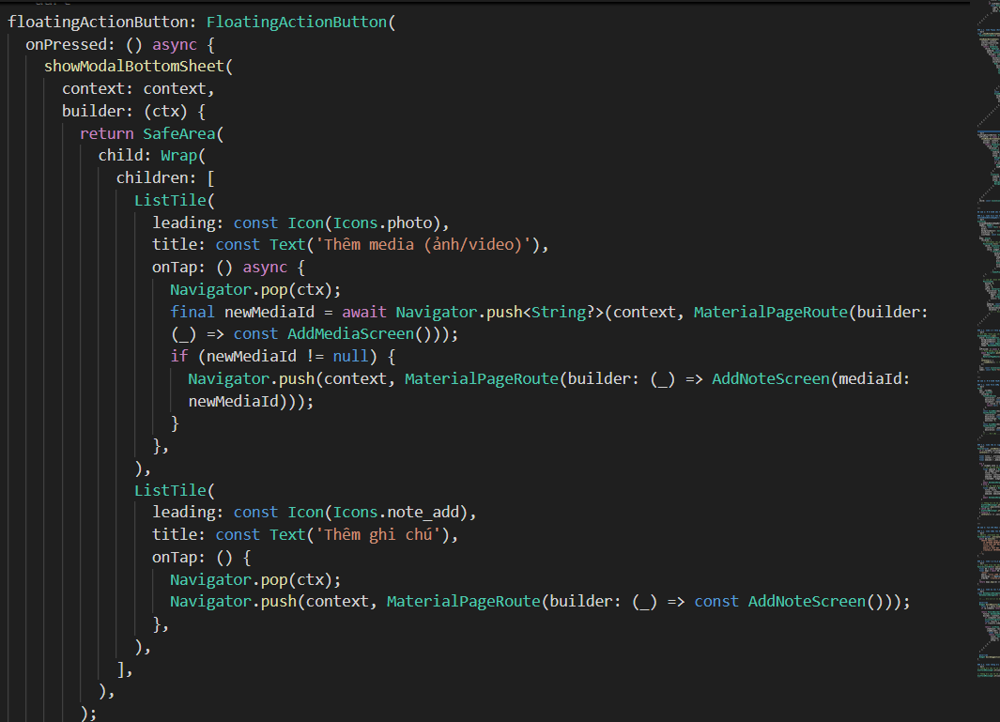 floatingActionButton: FloatingActionButton(
onPressed: () async {
showModalBottomSheet(
context: context,
builder: (ctx) {
return SafeArea(
child: Wrap(
children: [
ListTile(
leading: const Icon(Icons.photo),
title: const Text('Thêm media (ảnh/video)'),
onTap: () async {
Navigator.pop(ctx);
final newMediaId = await Navigator.push<String?>(context, MaterialPageRoute(builder:
(_) => const AddMediaScreen()));
if (newMediaId != null) {
Navigator.push(context, MaterialPageRoute(builder: (_) => AddNoteScreen(mediaId:
newMediaId)));
}
},
),
ListTile(
leading: const Icon(Icons.note_add),
title: const Text('Thêm ghi chú'),
onTap: () {
Navigator.pop(ctx);
Navigator.push(context, MaterialPageRoute(builder: (_) => const AddNoteScreen()));
},
),
],
),
);